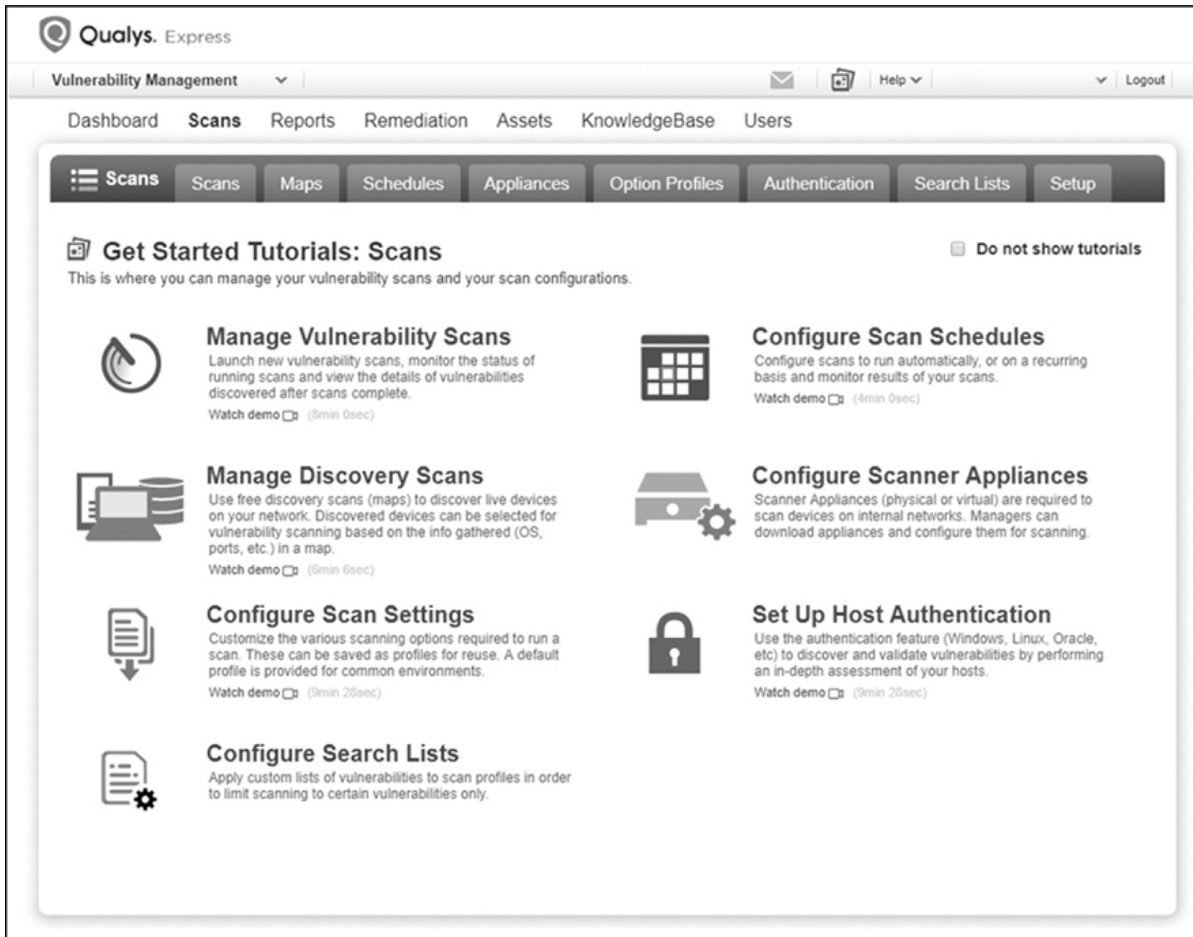 Qualys. Express
Vulnerability Management Help Logout
Dashboard Scans Reports Remediation Assets KnowledgeBase Users
Scans Scans Maps Schedules Appliances Option Profiles Authentication Search Lists Setup
Get Started Tutorials: Scans
Do not show tutorials
This is where you can manage your vulnerability scans and your scan configurations.
Manage Vulnerability Scans
Launch new vulnerability scans, monitor the status of
running scans and view the details of vulnerabilities
discovered after scans complete.
Watch demo (8min 0sec)
Configure Scan Schedules
Configure scans to run automatically, or on a recurring
basis and monitor results of your scans.
Watch demo (4min 0sec)
Manage Discovery Scans
Use free discovery scans (maps) to discover live devices
on your network. Discovered devices can be selected for
vulnerability scanning based on the info gathered (OS,
ports, etc.) in a map.
Watch demo (6min 6sec)
Configure Scanner Appliances
Scanner Appliances (physical or virtual) are required to
scan devices on internal networks. Managers can
download appliances and configure them for scanning.
Configure Scan Settings
Customize the various scanning options required to run a
scan. These can be saved as profiles for reuse. A default
profile is provided for common environments.
Watch demo (9min 28sec)
Set Up Host Authentication
Use the authentication feature (Windows, Linux, Oracle,
etc) to discover and validate vulnerabilities by performing
an in-depth assessment of your hosts.
Watch demo (9min 28sec)
Configure Search Lists
Apply custom lists of vulnerabilities to scan profiles in order
to limit scanning to certain vulnerabilities only.